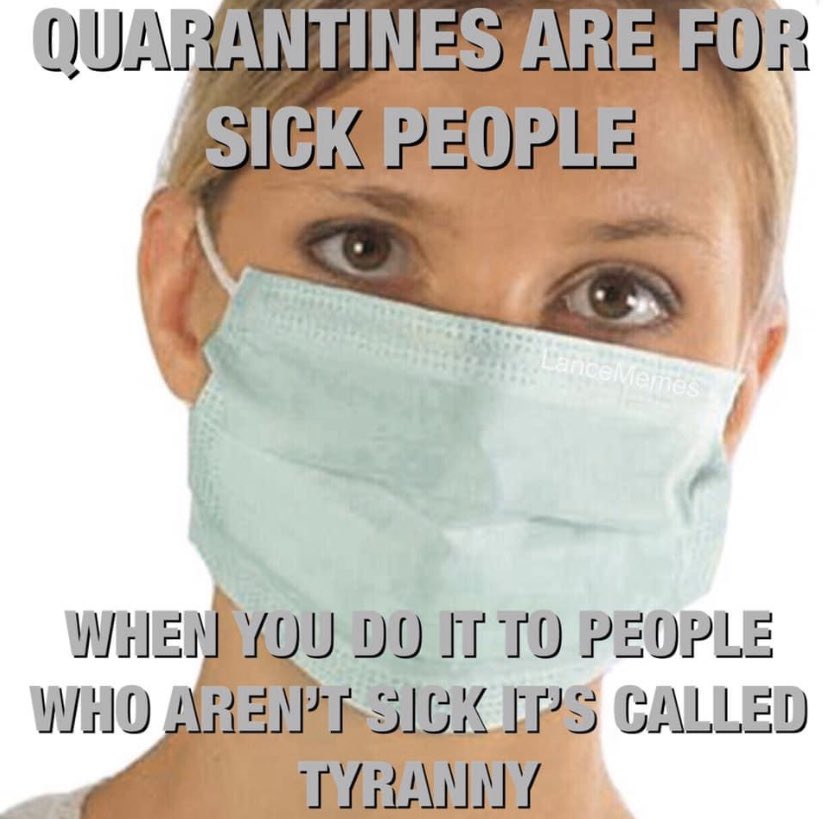 QUARANTINES ARE FOR
SICK PEOPLE
LanceMemes
WHEN YOU DO IT TO PEOPLE
WHO AREN'T SICK IT'S CALLED
TYRANNY